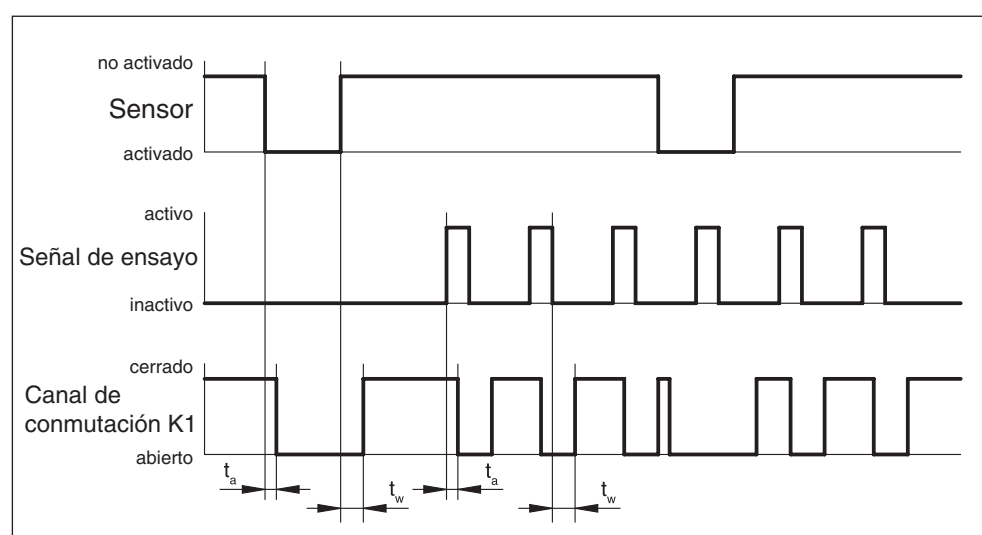 no activado
Sensor
activado
activo
Señal de ensayo
inactivo
cerrado
Canal de
conmutación K1
abierto
ta
tw
ta
tw